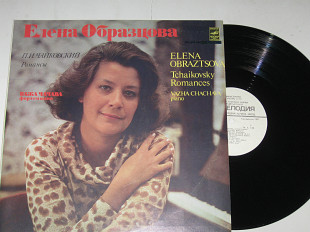 Елена Образцова
П.И.ЧАЙКОВСКИЙ
Романсы
ВАЖА ЧАЧАВА
фортепиано
ELENA
OBRAZTSOVA
Tchaikovsky
Romances
VAZHA CHACHAVA
piano
МЕЛОДИЯ